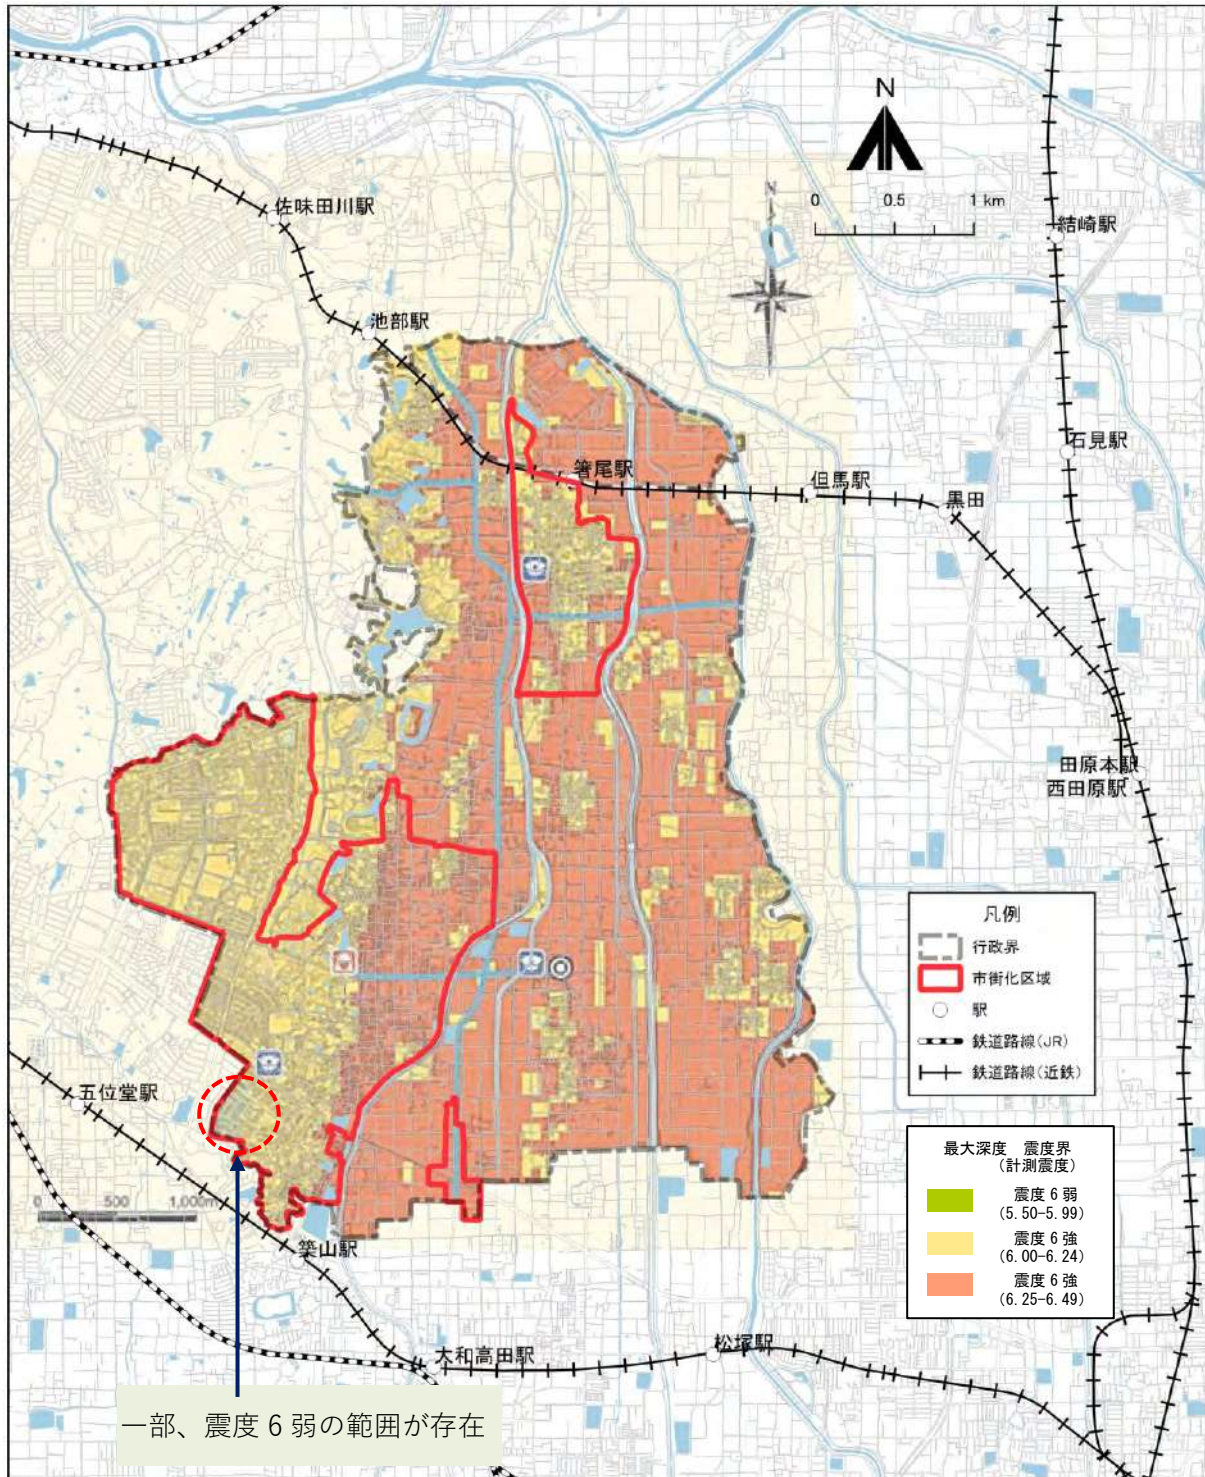 N
0 0.5 1 km
佐味田川駅
結崎駅
池部駅
石見駅
箸尾駅
但馬駅
黒田
田原本駅
西田原駅
凡例
行政界
市街化区域
駅
鉄道路線(JR)
鉄道路線(近鉄)
五位堂駅
最大深度 震度界
(計測震度)
震度6弱
(5.50-5.99)
震度6強
(6.00-6.24)
震度6強
(6.25-6.49)
0 500 1,000m
築山駅
大和高田駅
松塚駅
一部、震度6弱の範囲が存在